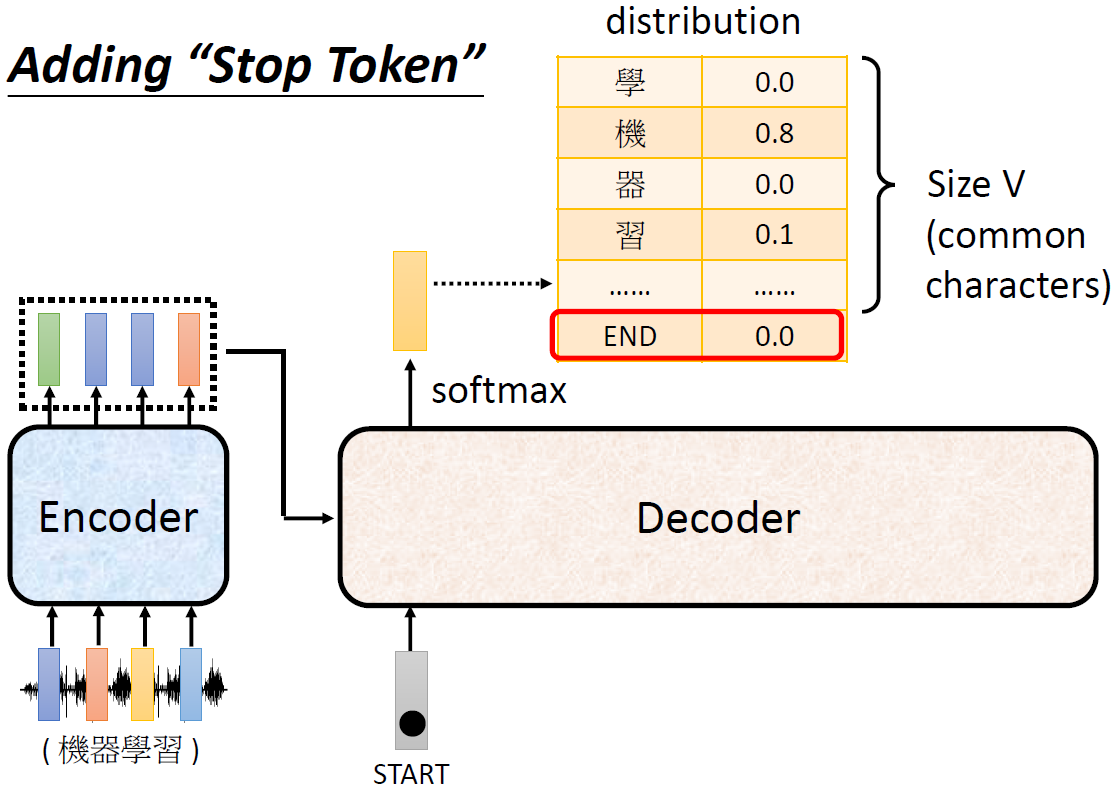 Adding “Stop Token”
distribution
學 0.0
機 0.8
器 0.0
習 0.1
…… ……
END 0.0
Size V
(common
characters)
softmax
Encoder
Decoder
( 機器學習 )
START